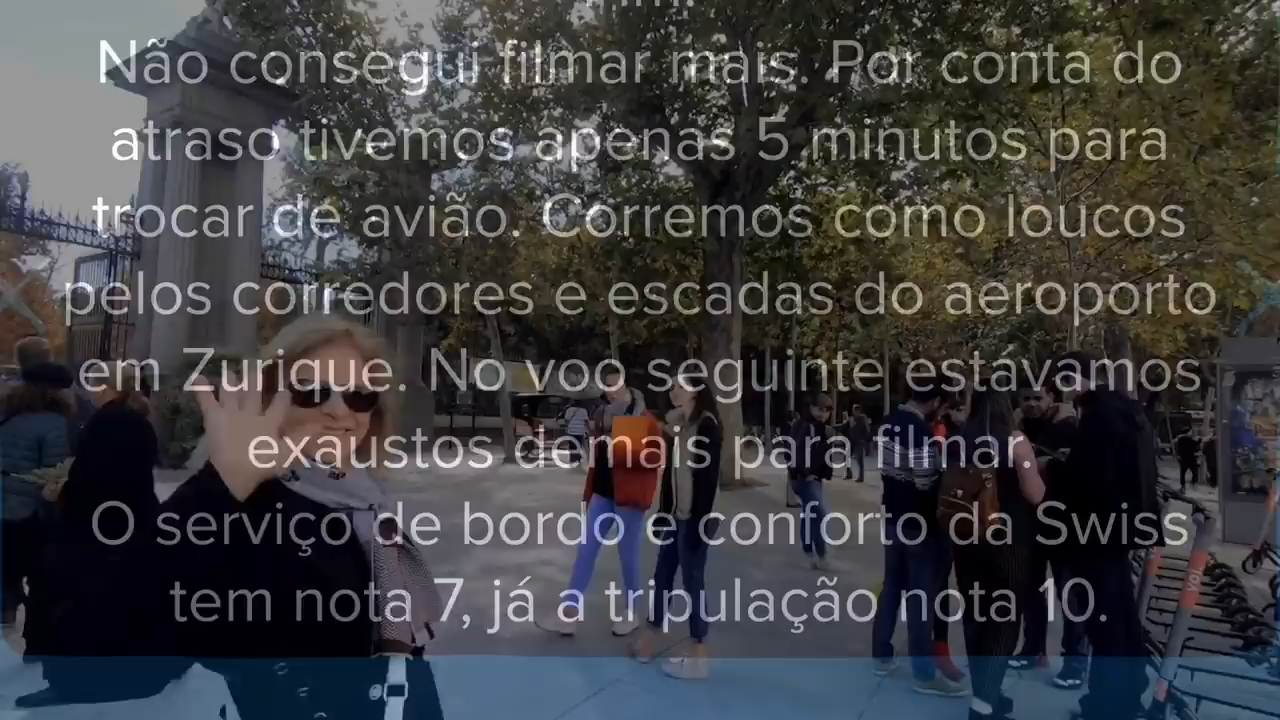 Não consegui filmar mais. Por conta do
atraso tivemos apenas 5 minutos para
trocar de avião. Corremos como loucos
pelos corredores e escadas do aeroporto
em Zurique. No voo seguinte estávamos
exaustos demais para filmar.
O serviço de bordo e conforto da Swiss
tem nota 7, já a tripulação nota 10.